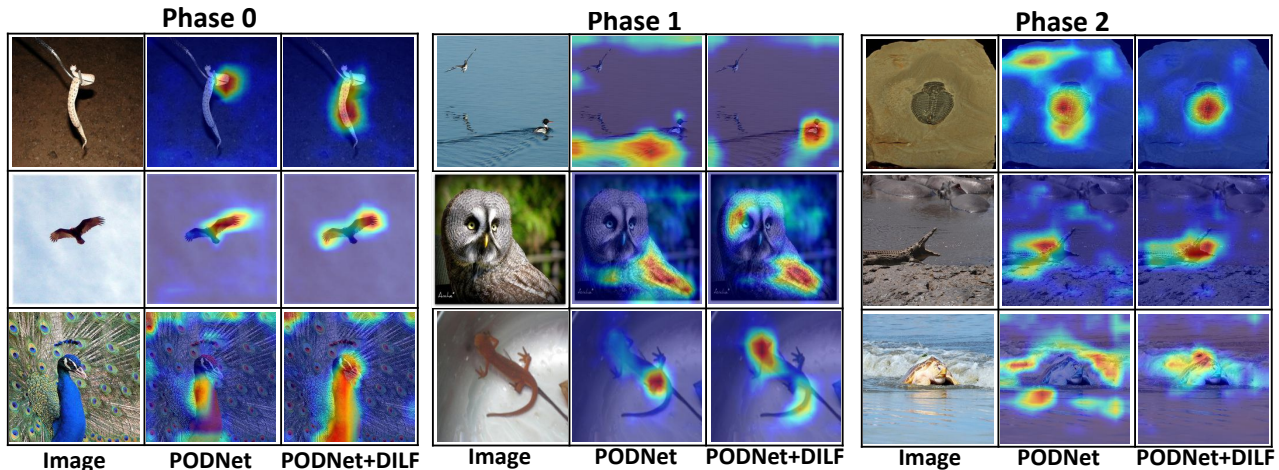 Phase 0
Phase 1
Phase 2
Image
PODNet
PODNet+DILF
Image
PODNet
PODNet+DILF
Image
PODNet
PODNet+DILF